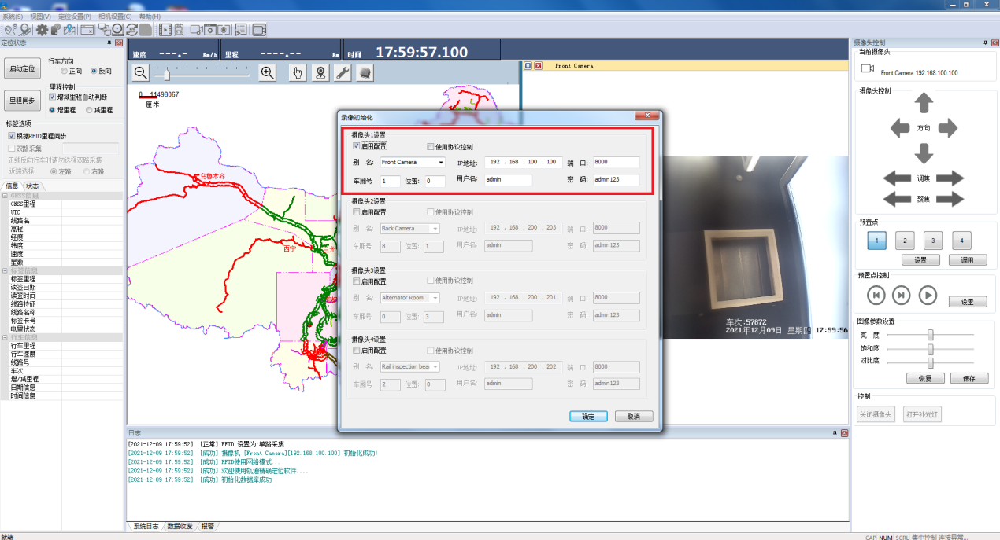 系统(S) 视图(V) 定位设置(P) 相机设置(C) 帮助(H)
定位状态
启动定位
行车方向
正向 反向
里程同步
里程控制
增减里程自动判断
增里程 减里程
标签选项
根据RFID里程同步
双路采集
正线反向行车时请勿选择双路采集
近端选择 左路 右路
信息 状态
GNSS信息
GNSS里程
UTC
线路名
高程
经度
纬度
速度
星数
标签信息
标签里程
读签日期
读签时间
线路特征
线路名称
标签卡号
电量状态
行车信息
行车里程
行车速度
线路号
车次
增/减里程
日期信息
时间信息
速度 ---.- Km/h 里程 ----.-- Km 时间 17:59:57.100
0 11498067
厘米
乌鲁木齐
西宁
兰州
Front Camera
车次:57872
2021年12月09日 星期四 17:59:56
录像初始化
摄像头1设置
启用配置 使用协议控制
别 名: Front Camera IP地址: 192 . 168 . 100 . 100 端 口: 8000
车厢号 1 位置: 0 用户名: admin 密 码: admin123
摄像头2设置
启用配置 使用协议控制
别 名: Back Camera IP地址: 192 . 168 . 200 . 203 端 口: 8000
车厢号 8 位置: 1 用户名: admin 密 码: admin123
摄像头3设置
启用配置 使用协议控制
别 名: Alternator Room IP地址: 192 . 168 . 200 . 201 端 口: 8000
车厢号 0 位置: 3 用户名: admin 密 码: admin123
摄像头4设置
启用配置 使用协议控制
别 名: Rail inspection bear IP地址: 192 . 168 . 200 . 202 端 口: 8000
车厢号 2 位置: 0 用户名: admin 密 码: admin123
确定 取消
摄像头控制
当前摄像头
Front Camera 192.168.100.100
摄像头控制
方向
调焦
聚焦
预置点
1 2 3 4
设置 调用
预置点控制
设置
图像参数设置
亮 度
饱和度
对比度
恢复 保存
控制
关闭摄像头 打开补光灯
日志
[2021-12-09 17:59:52] [正常] RFID 设置为:单路采集
[2021-12-09 17:59:52] [成功] 摄像机 [Front Camera][192.168.100.100] 初始化成功!
[2021-12-09 17:59:52] [成功] RFID使用网络模式.
[2021-12-09 17:59:52] [成功] 欢迎使用轨道精确定位软件....
[2021-12-09 17:59:52] [成功] 初始化数据库成功
系统日志 数据收发 报警
就绪
CAP NUM SCRL 集中控制 连接异常...